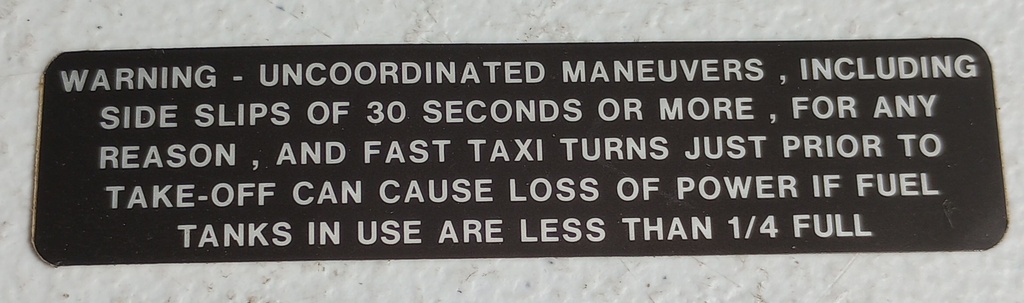 WARNING - UNCOORDINATED MANEUVERS , INCLUDING
SIDE SLIPS OF 30 SECONDS OR MORE , FOR ANY
REASON , AND FAST TAXI TURNS JUST PRIOR TO
TAKE-OFF CAN CAUSE LOSS OF POWER IF FUEL
TANKS IN USE ARE LESS THAN 1/4 FULL